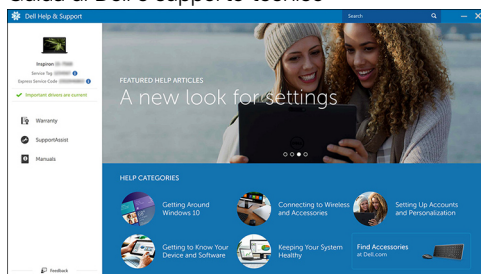 Guida di Dell e supporto tecnico
Dell Help & Support
Search
Inspiron
Service Tag
Express Service Code
Important drivers are current
Warranty
SupportAssist
Manuals
Feedback
FEATURED HELP ARTICLES
A new look for settings
HELP CATEGORIES
Getting Around
Windows 10
Connecting to Wireless
and Accessories
Setting Up Accounts
and Personalization
Getting to Know Your
Device and Software
Keeping Your System
Healthy
Find Accessories
at Dell.com